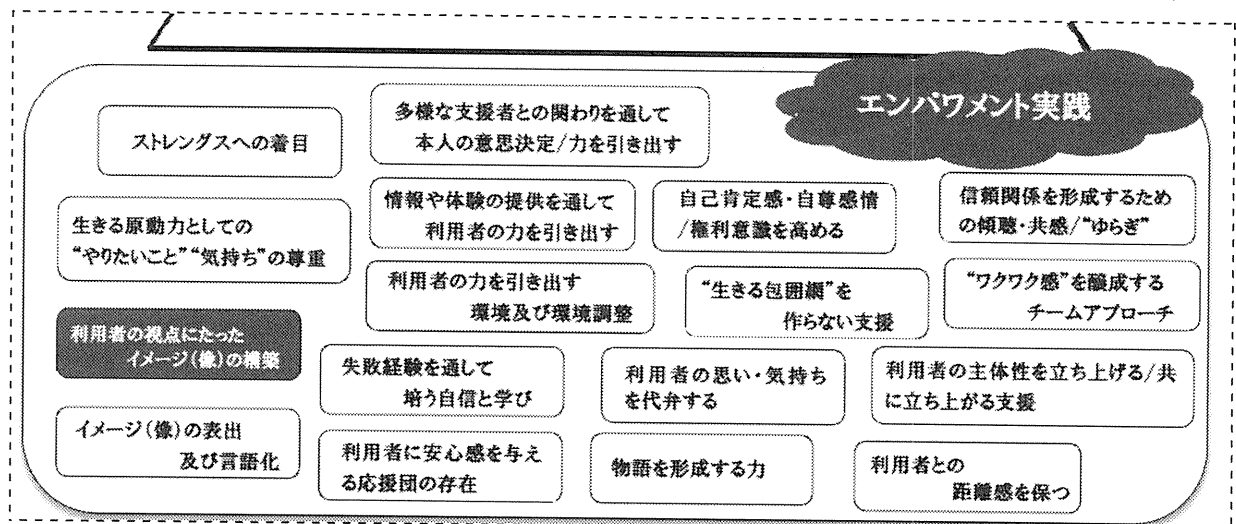 エンパワメント実践
ストレングスへの着目
多様な支援者との関わりを通して
本人の意思決定/力を引き出す
生きる原動力としての
“やりたいこと”“気持ち”の尊重
情報や体験の提供を通して
利用者の力を引き出す
自己肯定感・自尊感情
/権利意識を高める
信頼関係を形成するため
の傾聴・共感/“ゆらぎ”
利用者の力を引き出す
環境及び環境調整
“生きる包囲網”を
作らない支援
“ワクワク感”を醸成する
チームアプローチ
利用者の視点にたった
イメージ(像)の構築
失敗経験を通して
培う自信と学び
利用者の思い・気持ち
を代弁する
利用者の主体性を立ち上げる/共
に立ち上がる支援
イメージ(像)の表出
及び言語化
利用者に安心感を与え
る応援団の存在
物語を形成する力
利用者との
距離感を保つ